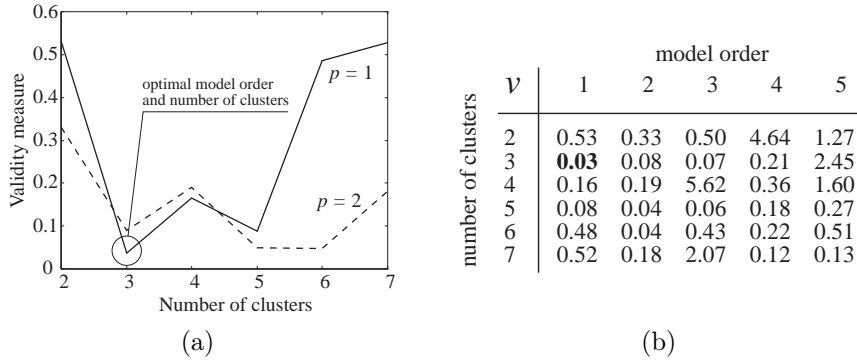 0.6
0.5
0.4
0.3
0.2
0.1
0
Validity measure
optimal model order
and number of clusters
p = 1
p = 2
2 3 4 5 6 7
Number of clusters
(a)
model order
number of clusters
𝒱 1 2 3 4 5
2 0.53 0.33 0.50 4.64 1.27
3 0.03 0.08 0.07 0.21 2.45
4 0.16 0.19 5.62 0.36 1.60
5 0.08 0.04 0.06 0.18 0.27
6 0.48 0.04 0.43 0.22 0.51
7 0.52 0.18 2.07 0.12 0.13
(b)